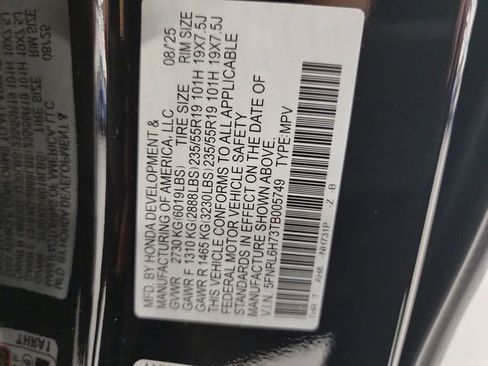 MFD. BY HONDA DEVELOPMENT &
MANUFACTURING OF AMERICA, LLC 08/25
GVWR 2730 KG(6019LBS) TIRE SIZE RIM SIZE
GAWR F 1310 KG(2888LBS) 235/55R19 101H 19X7.5J
GAWR R 1465 KG(3230LBS) 235/55R19 101H 19X7.5J
THIS VEHICLE CONFORMS TO ALL APPLICABLE
FEDERAL MOTOR VEHICLE SAFETY
STANDARDS IN EFFECT ON THE DATE OF
MANUFACTURE SHOWN ABOVE.
V.I.N. 5FNRL6H73TB005749 TYPE:MPV
THR T AH6 -NH731P -Z -B